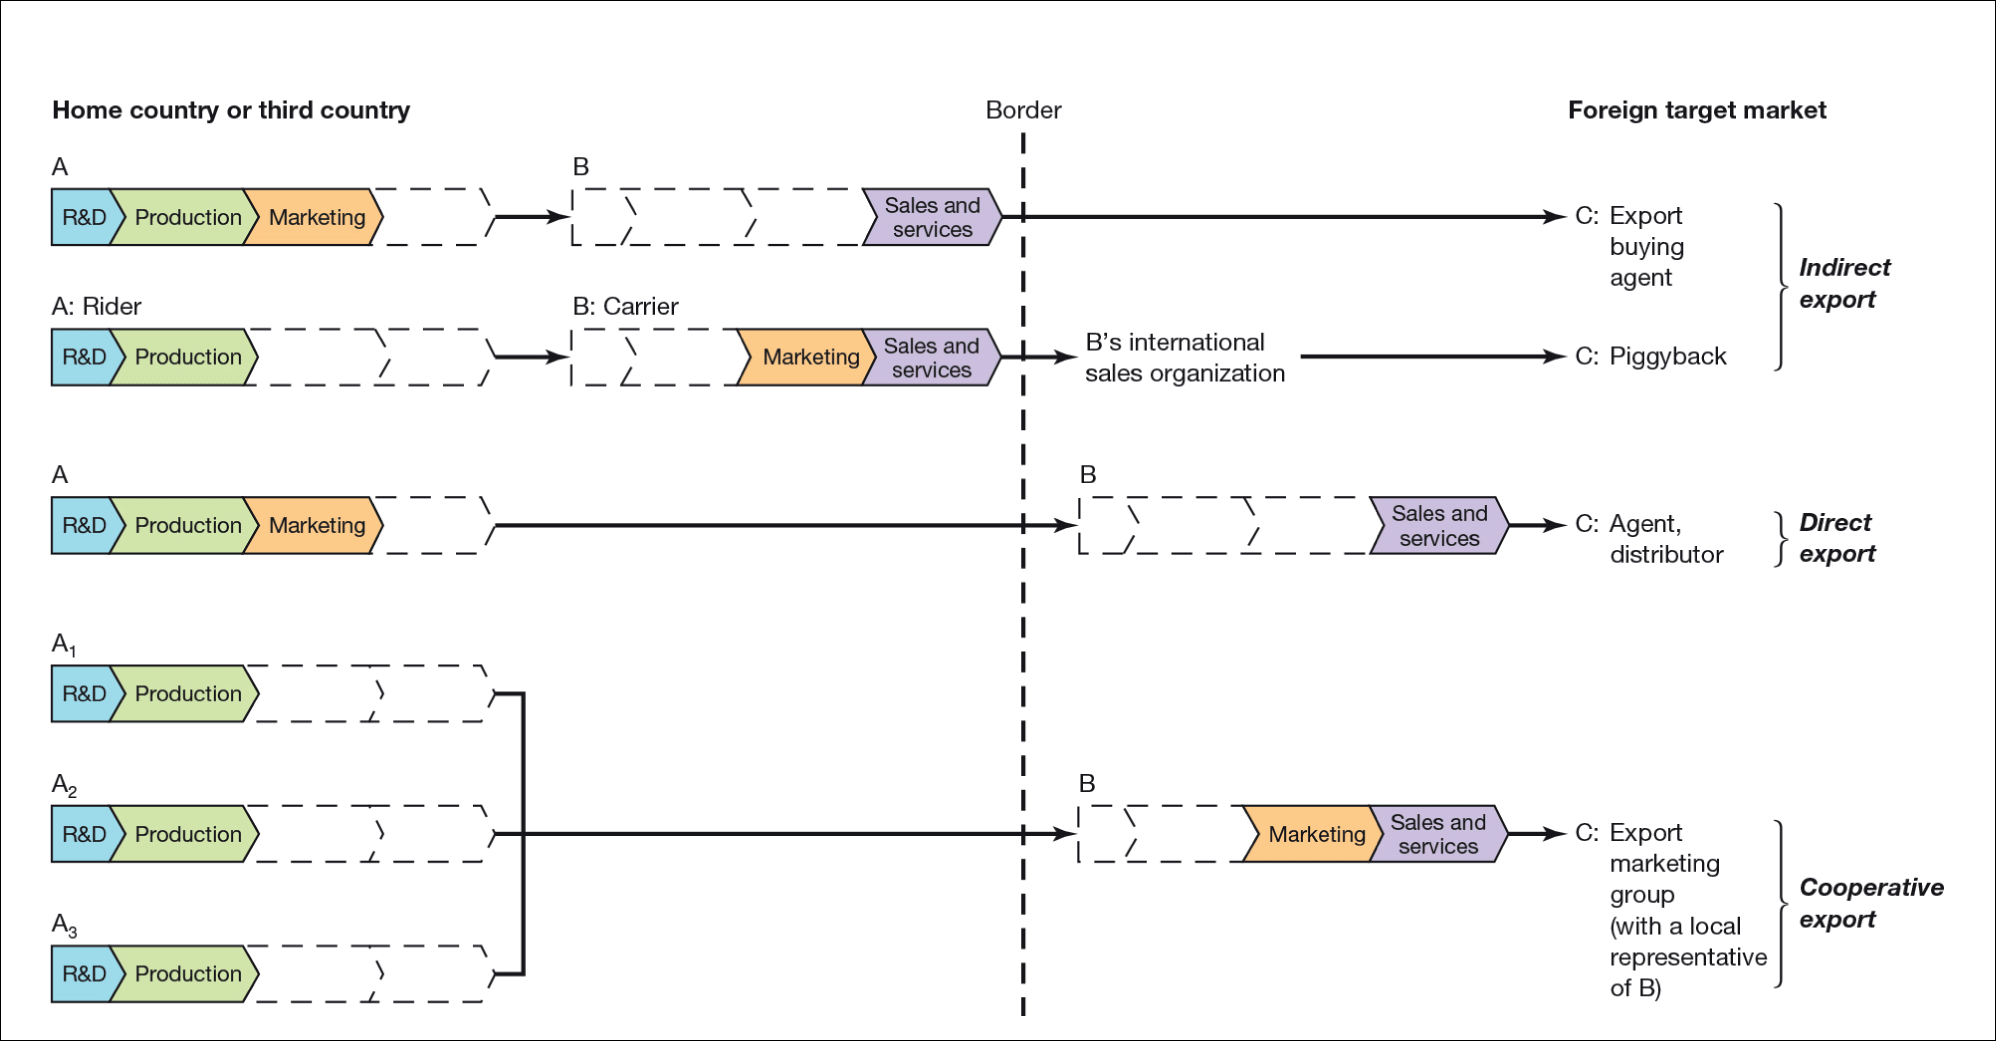 Home country or third country
Border
Foreign target market
A
B
R&D
Production
Marketing
Sales and
services
C: Export
buying
agent
Indirect
export
A: Rider
B: Carrier
R&D
Production
Marketing
Sales and
services
B's international
sales organization
C: Piggyback
A
B
R&D
Production
Marketing
Sales and
services
C: Agent,
distributor
Direct
export
A₁
R&D
Production
A₂
B
R&D
Production
Marketing
Sales and
services
C: Export
marketing
group
(with a local
representative
of B)
Cooperative
export
A₃
R&D
Production